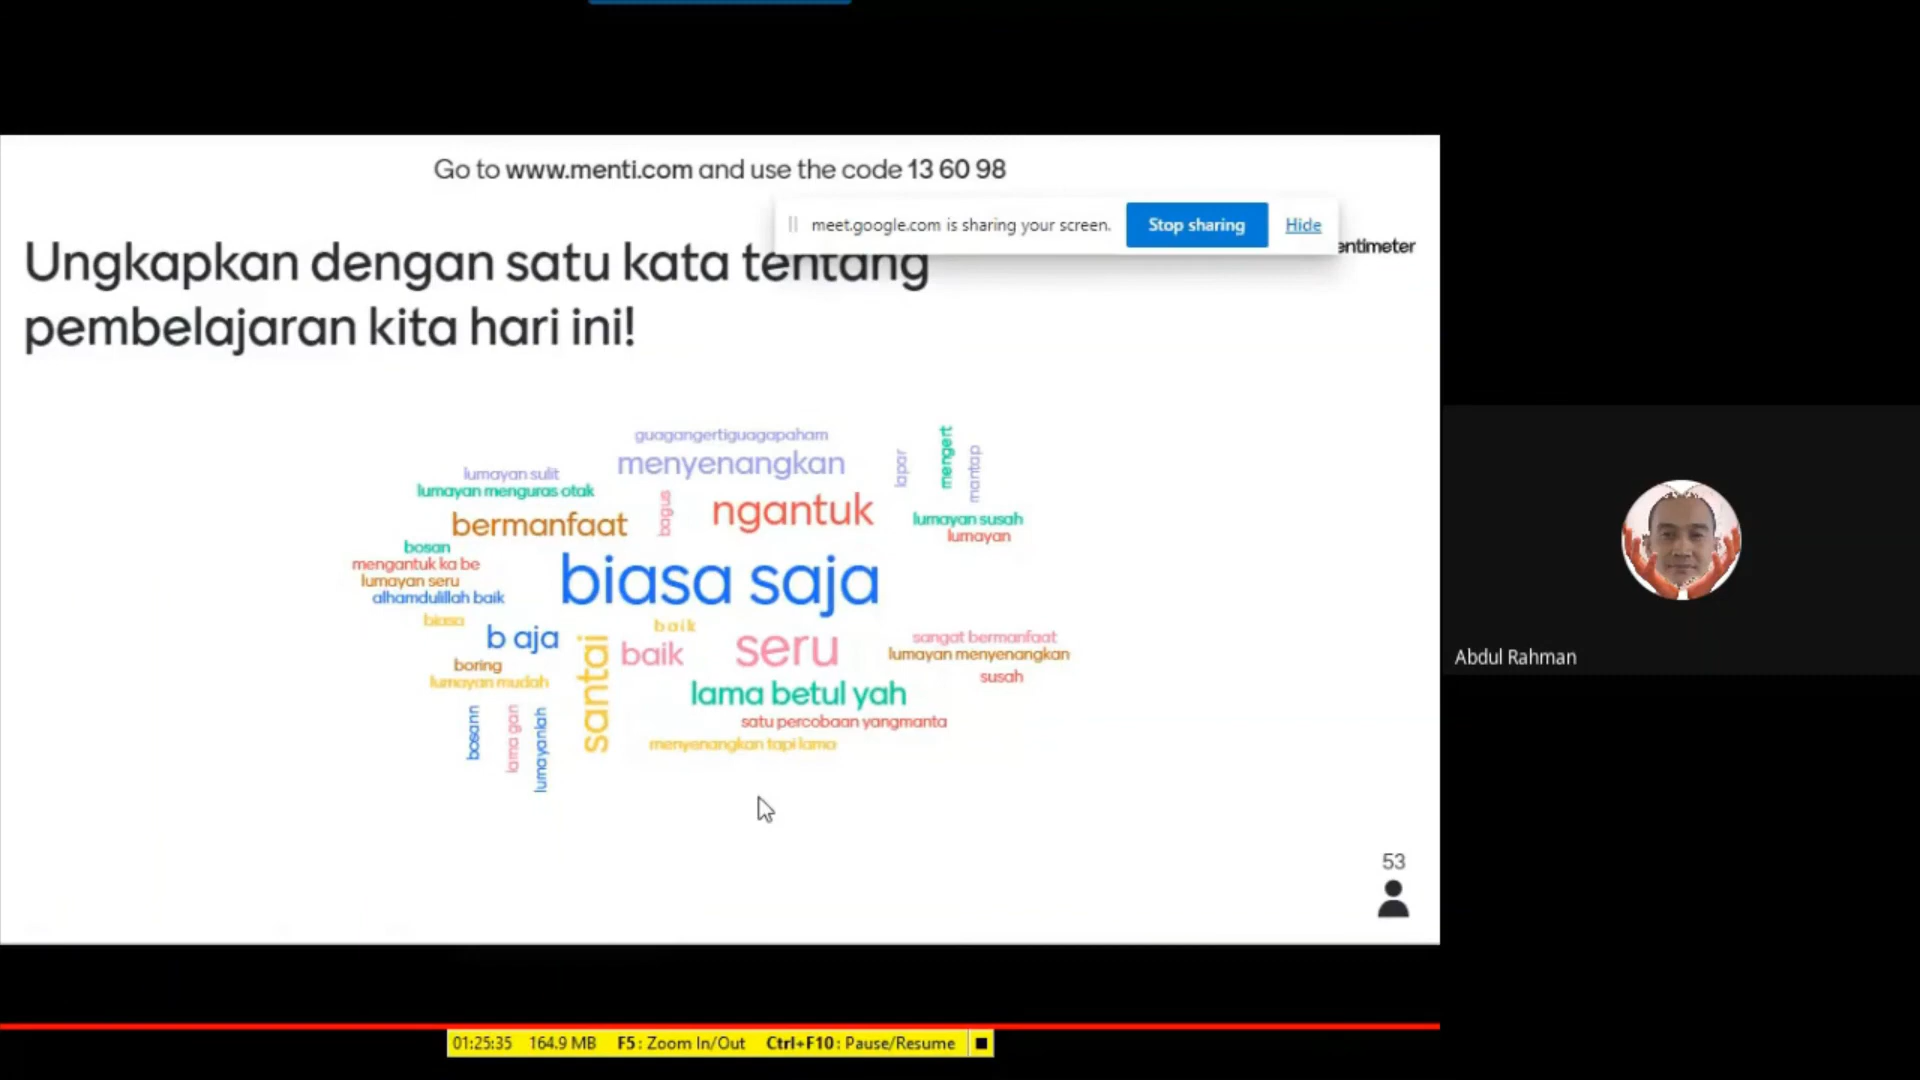 Go to www.menti.com and use the code 13 60 98
meet.google.com is sharing your screen.
Stop sharing
Hide
entimeter
Ungkapkan dengan satu kata tentang
pembelajaran kita hari ini!
guagangertiguagapaham
menyenangkan
lapar
mengert
mantap
lumayan sulit
lumayan menguras otak
bagus
ngantuk
bermanfaat
lumayan susah
lumayan
bosan
mengantuk ka be
lumayan seru
alhamdulillah baik
biasa saja
biasa
b aja
baik
santai
baik
seru
sangat bermanfaat
lumayan menyenangkan
susah
boring
lumayan mudah
lama betul yah
satu percobaan yangmanta
menyenangkan tapi lama
bosann
lama gan
lumayanlah
53
Abdul Rahman
01:25:35 164.9 MB F5: Zoom In/Out Ctrl+F10: Pause/Resume